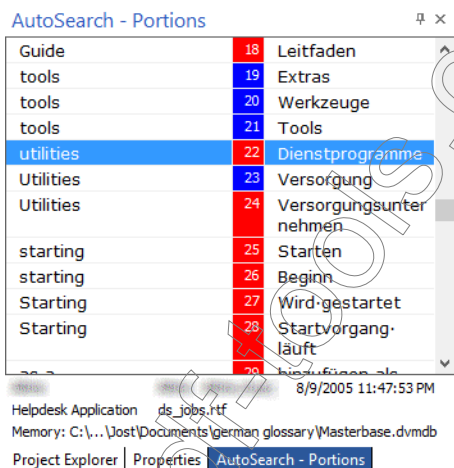 AutoSearch - Portions
Guide 18 Leitfaden
tools 19 Extras
tools 20 Werkzeuge
tools 21 Tools
utilities 22 Dienstprogramme
Utilities 23 Versorgung
Utilities 24 Versorgungsunter
nehmen
starting 25 Starten
starting 26 Beginn
Starting 27 Wird·gestartet
Starting 28 Startvorgang·
läuft
as a 29 hinzufügen als
8/9/2005 11:47:53 PM
Helpdesk Application ds_jobs.rtf
Memory: C:\...\Jost\Documents\german glossary\Masterbase.dvmdb
Project Explorer Properties AutoSearch - Portions